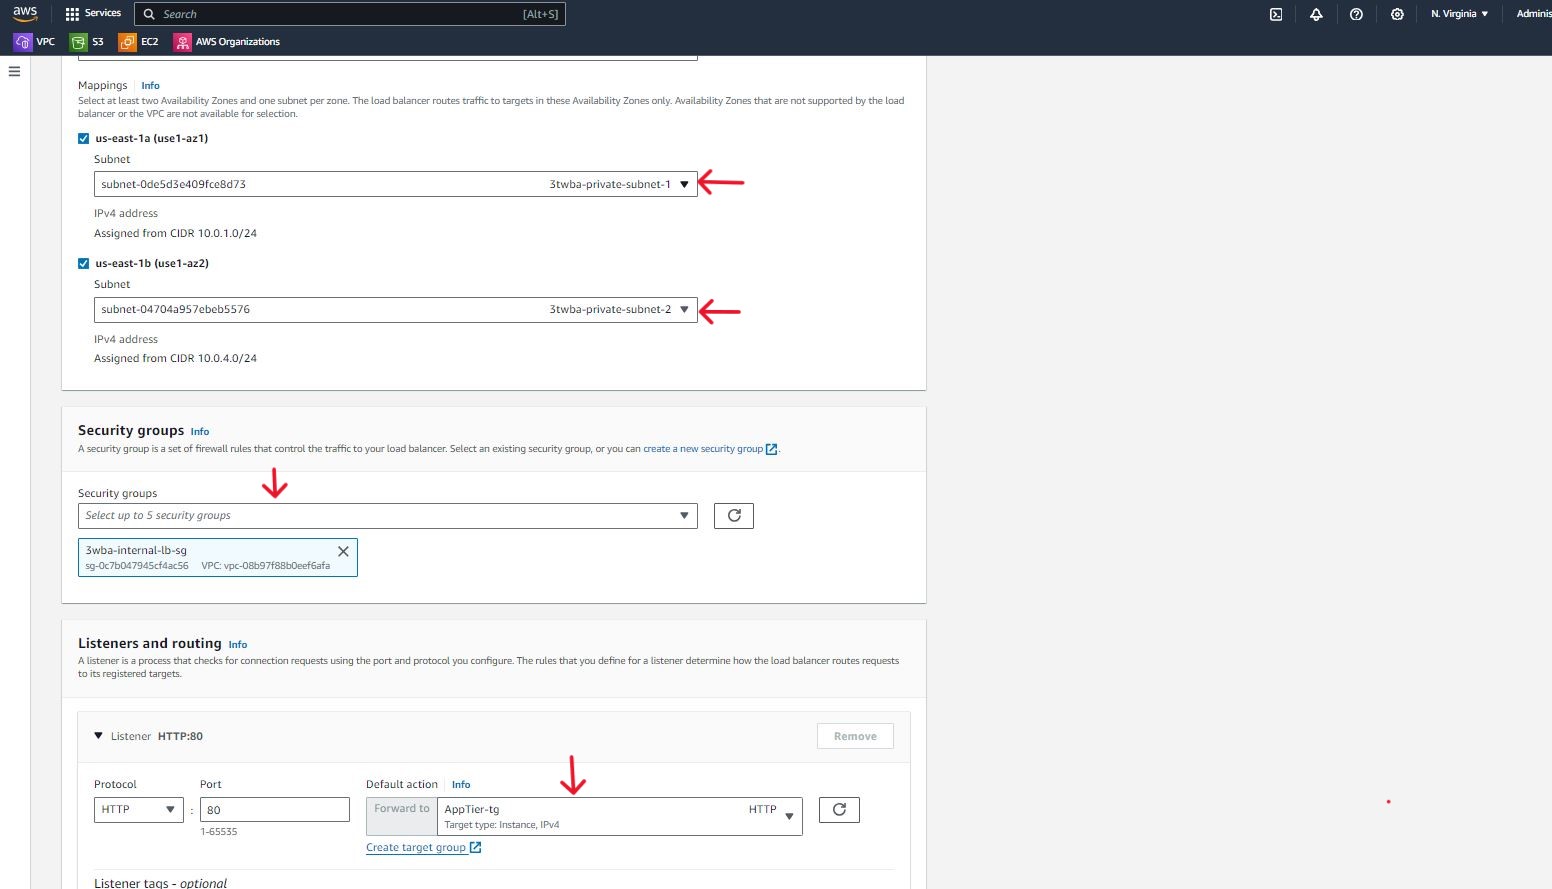 aws
Services
Search
[Alt+S]
N. Virginia
Adminis
VPC
S3
EC2
AWS Organizations
Mappings
Info
Select at least two Availability Zones and one subnet per zone. The load balancer routes traffic to targets in these Availability Zones only. Availability Zones that are not supported by the load
balancer or the VPC are not available for selection.
us-east-1a (use1-az1)
Subnet
subnet-0de5d3e409fce8d73
3twba-private-subnet-1
IPv4 address
Assigned from CIDR 10.0.1.0/24
us-east-1b (use1-az2)
Subnet
subnet-04704a957ebeb5576
3twba-private-subnet-2
IPv4 address
Assigned from CIDR 10.0.4.0/24
Security groups
Info
A security group is a set of firewall rules that control the traffic to your load balancer. Select an existing security group, or you can create a new security group.
Security groups
Select up to 5 security groups
3wba-internal-lb-sg
sg-0c7b047945cf4ac56 VPC: vpc-08b97f88b0eef6afa
Listeners and routing
Info
A listener is a process that checks for connection requests using the port and protocol you configure. The rules that you define for a listener determine how the load balancer routes requests
to its registered targets.
Listener HTTP:80
Remove
Protocol
Port
Default action
Info
HTTP
:
80
Forward to
AppTier-tg
HTTP
Target type: Instance, IPv4
1-65535
Create target group
Listener tags - optional